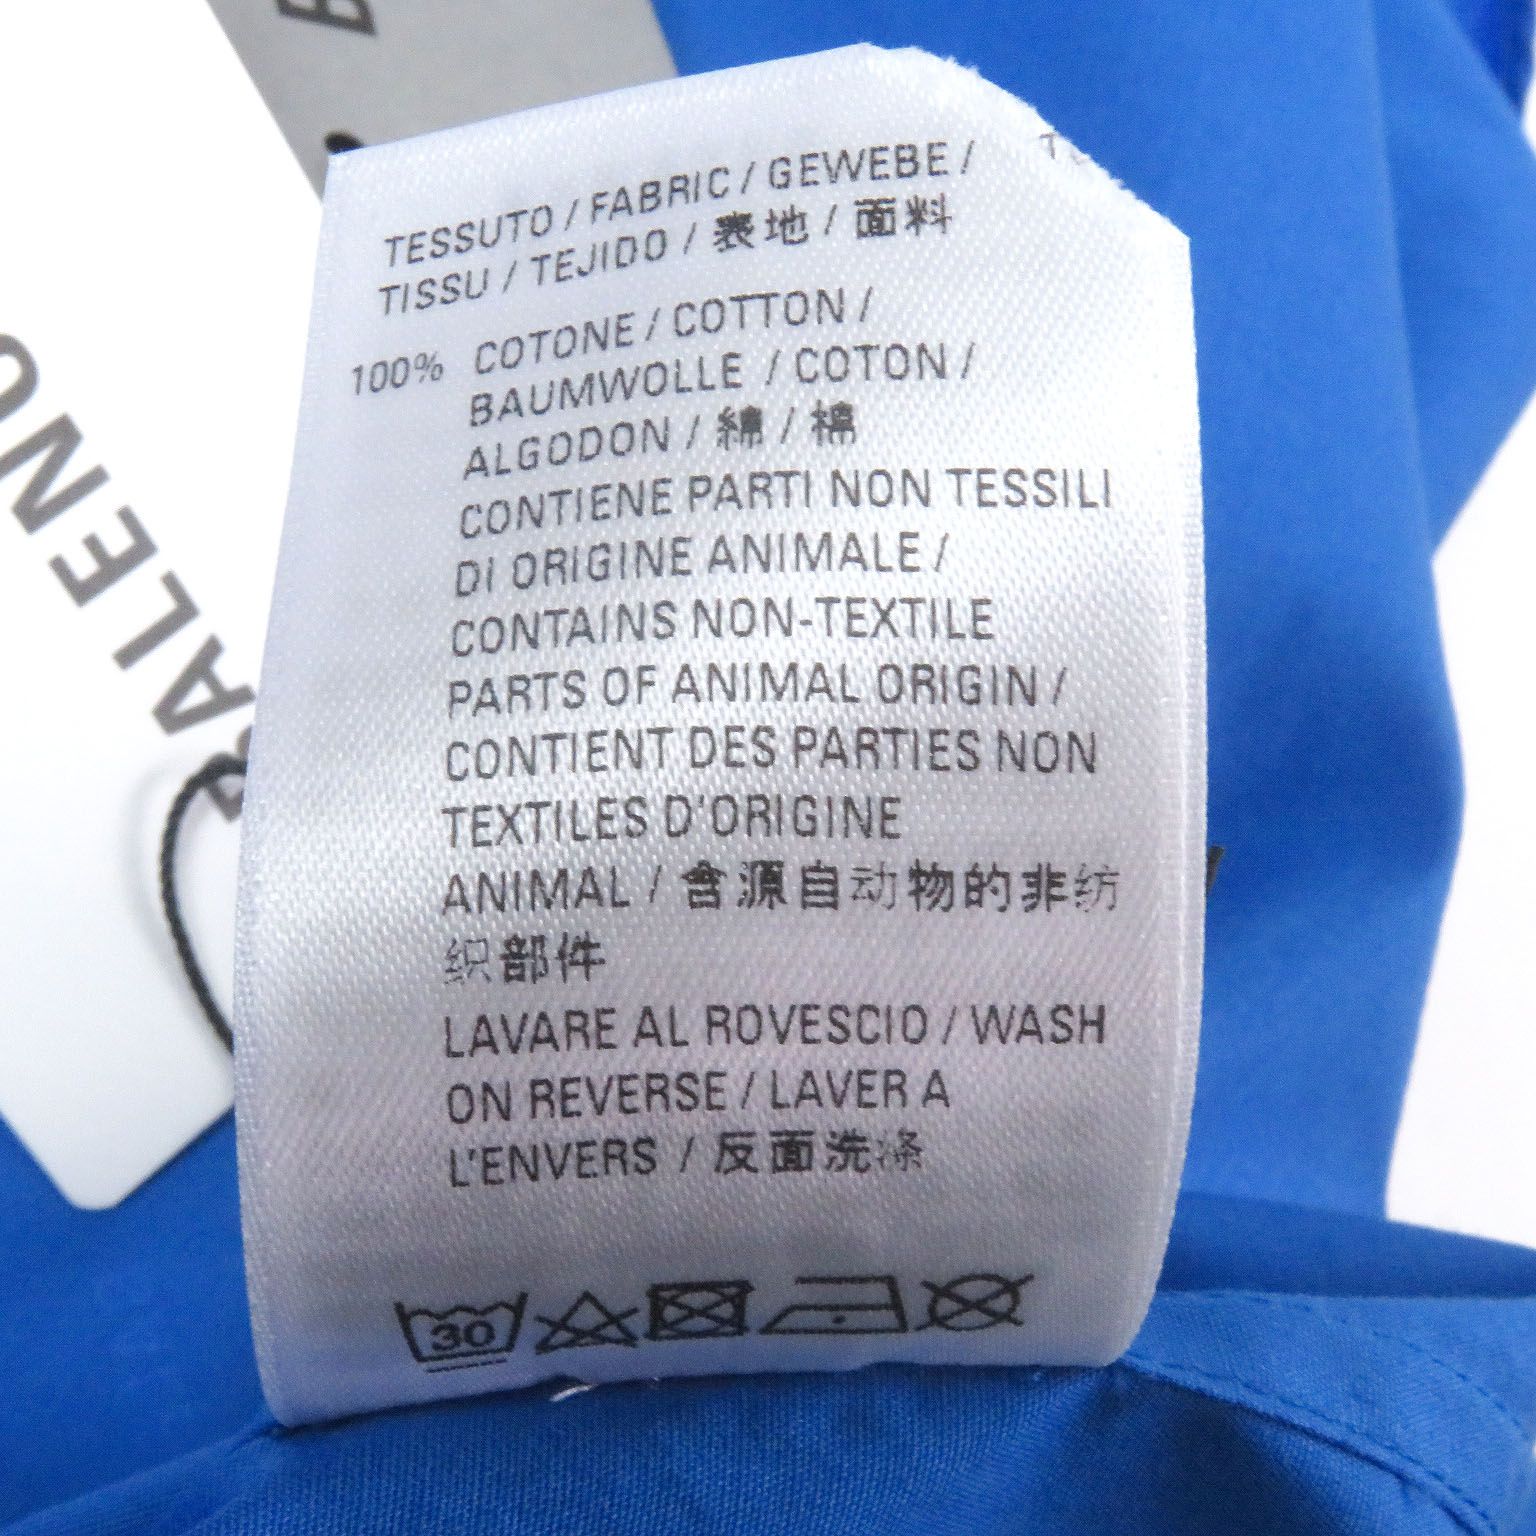 TESSUTO / FABRIC / GEWEBE /
TISSU / TEJIDO / 表地 / 面料
100% COTONE / COTTON /
BAUMWOLLE / COTON /
ALGODON / 綿 / 棉
CONTIENE PARTI NON TESSILI
DI ORIGINE ANIMALE /
CONTAINS NON-TEXTILE
PARTS OF ANIMAL ORIGIN /
CONTIENT DES PARTIES NON
TEXTILES D'ORIGINE
ANIMAL / 含源自动物的非纺
织部件
LAVARE AL ROVESCIO / WASH
ON REVERSE / LAVER A
L'ENVERS / 反面洗涤
30
BALENC